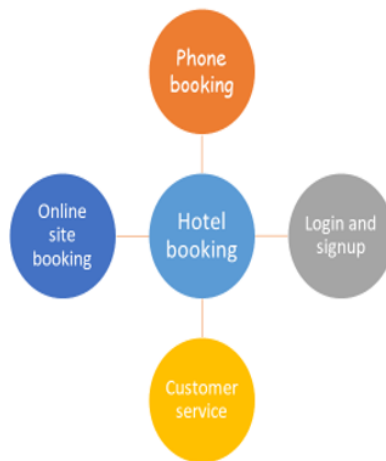 Phone
booking
Online
site
booking
Hotel
booking
Login and
signup
Customer
service